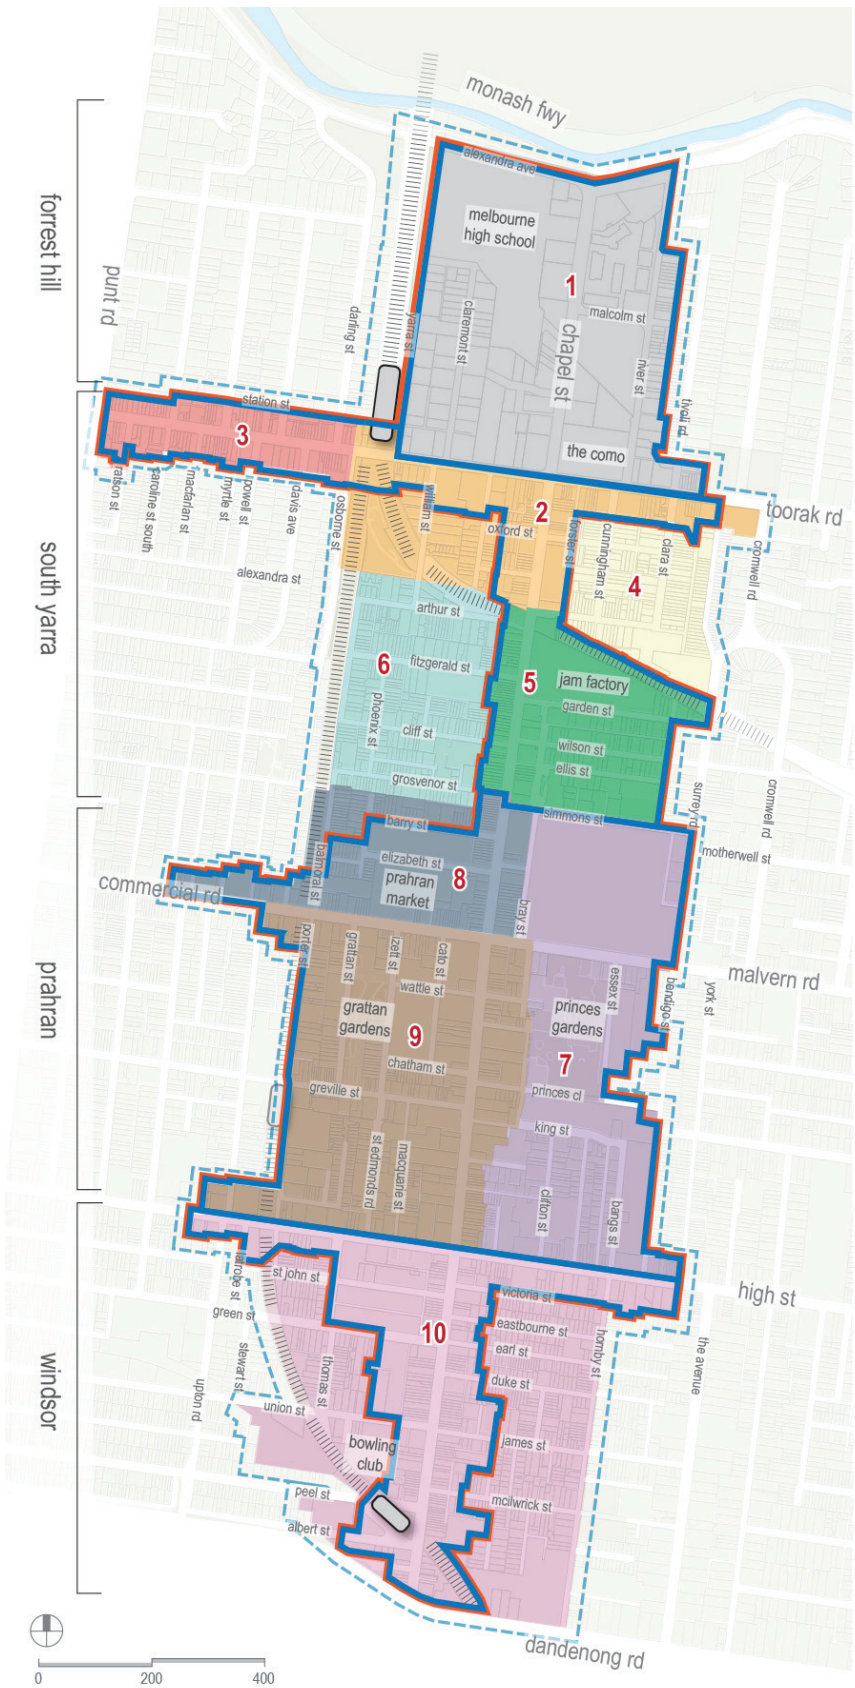 monash fwy
alexandra ave
melbourne
high school
forrest hill
punt rd
1
malcolm st
darling st
yarra st
claremont st
chapel st
river st
tivoli rd
station st
3
the como
ralston st
caroline st south
macfarlan st
myrtle st
powell st
davis ave
osborne st
william st
2
toorak rd
oxford st
forster st
cunningham st
clara st
cromwell rd
alexandra st
4
south yarra
arthur st
6
fitzgerald st
5
jam factory
garden st
phoenix st
cliff st
wilson st
ellis st
grosvenor st
surrey rd
cromwell rd
simmons st
barry st
motherwell st
balmoral st
elizabeth st
8
prahran
market
commercial rd
bray st
porter st
grattan st
izett st
cato st
prahran
wattle st
essex st
bendigo st
york st
malvern rd
grattan
gardens
princes
gardens
9
7
chatham st
greville st
princes cl
king st
st edmonds rd
macquarie st
clifton st
bangs st
latrobe st
st john st
victoria st
high st
green st
10
eastbourne st
earl st
hornby st
the avenue
stewart st
thomas st
duke st
windsor
upton rd
union st
bowling
club
james st
peel st
mcilwrick st
albert st
dandenong rd
0
200
400